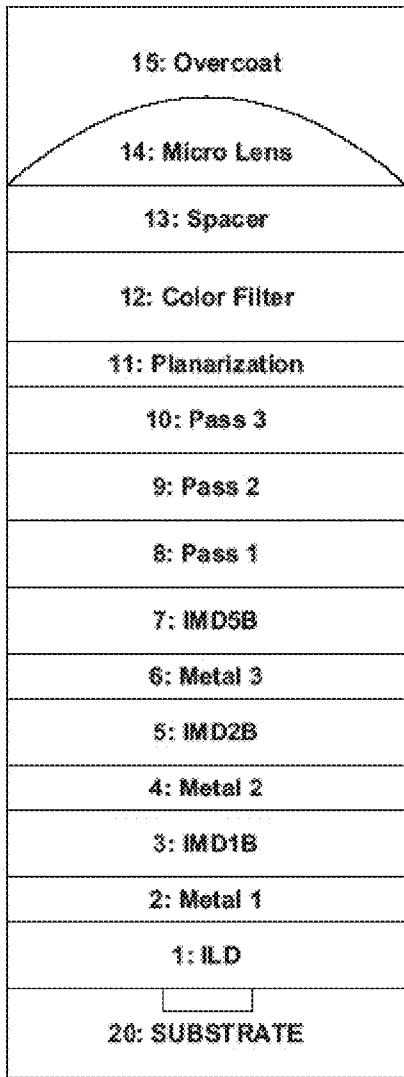 15: Overcoat
14: Micro Lens
13: Spacer
12: Color Filter
11: Planarization
10: Pass 3
9: Pass 2
8: Pass 1
7: IMD5B
6: Metal 3
5: IMD2B
4: Metal 2
3: IMD1B
2: Metal 1
1: ILD
20: SUBSTRATE